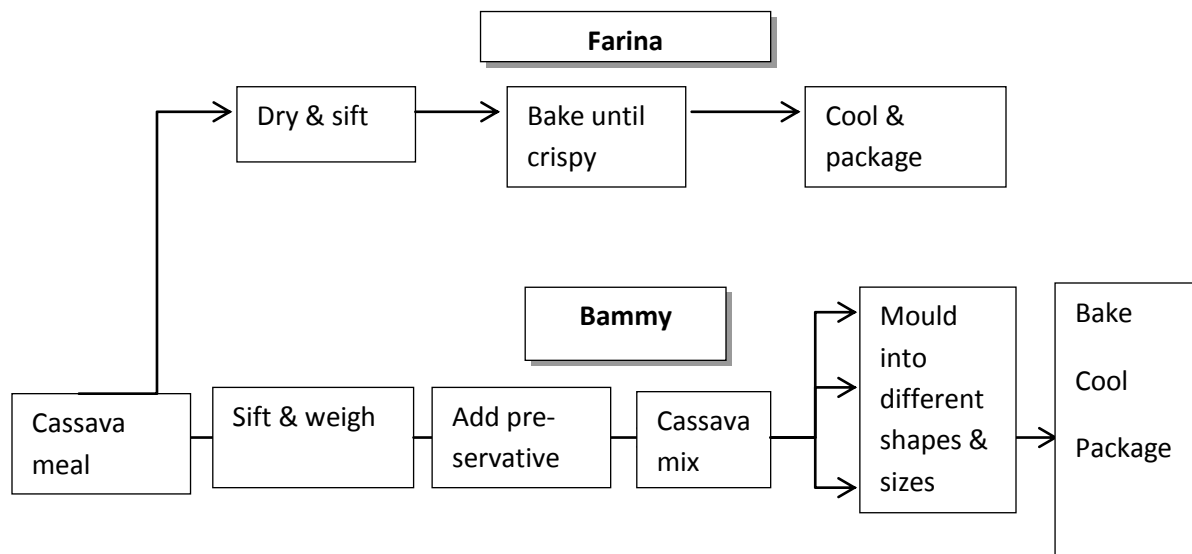 Farina
Dry & sift
Bake until
crispy
Cool &
package
Bammy
Cassava
meal
Sift & weigh
Add pre-
servative
Cassava
mix
Mould
into
different
shapes &
sizes
Bake
Cool
Package